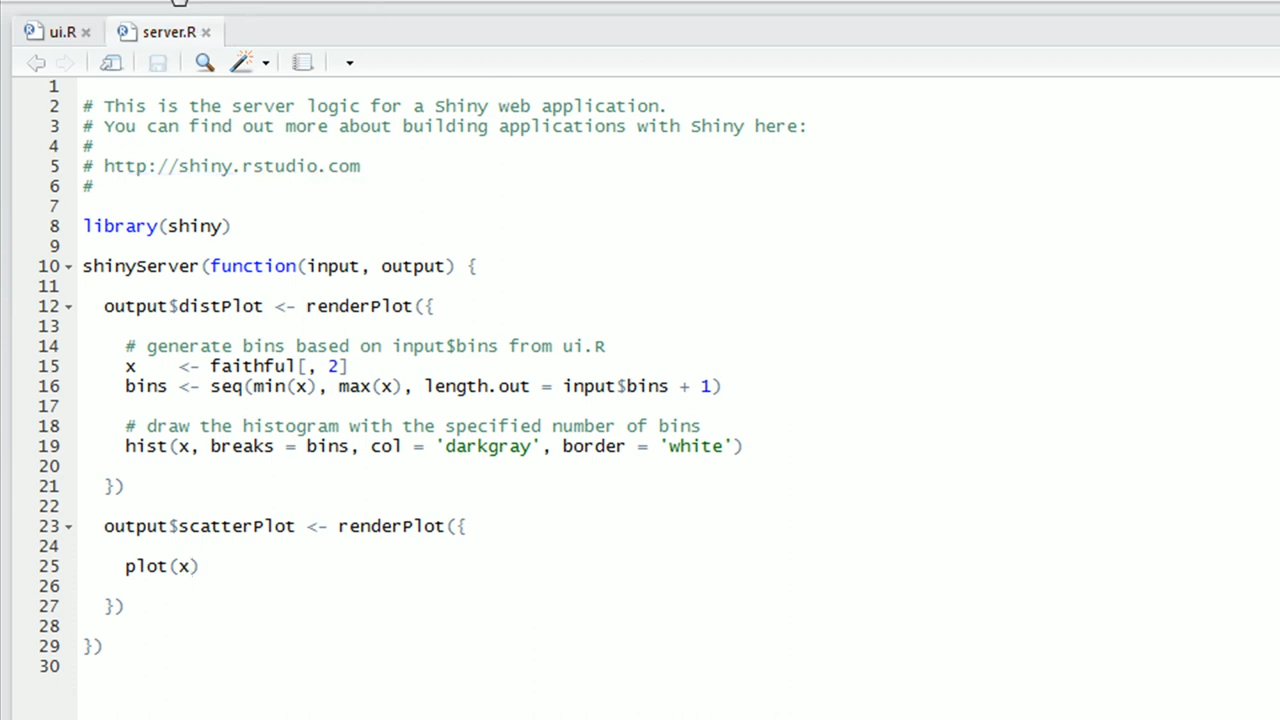 ui.R
server.R
1
2 # This is the server logic for a Shiny web application.
3 # You can find out more about building applications with Shiny here:
4 #
5 # http://shiny.rstudio.com
6 #
7
8 library(shiny)
9
10 shinyServer(function(input, output) {
11
12   output$distPlot <- renderPlot({
13
14     # generate bins based on input$bins from ui.R
15     x    <- faithful[, 2]
16     bins <- seq(min(x), max(x), length.out = input$bins + 1)
17
18     # draw the histogram with the specified number of bins
19     hist(x, breaks = bins, col = 'darkgray', border = 'white')
20
21   })
22
23   output$scatterPlot <- renderPlot({
24
25     plot(x)
26
27   })
28
29 })
30